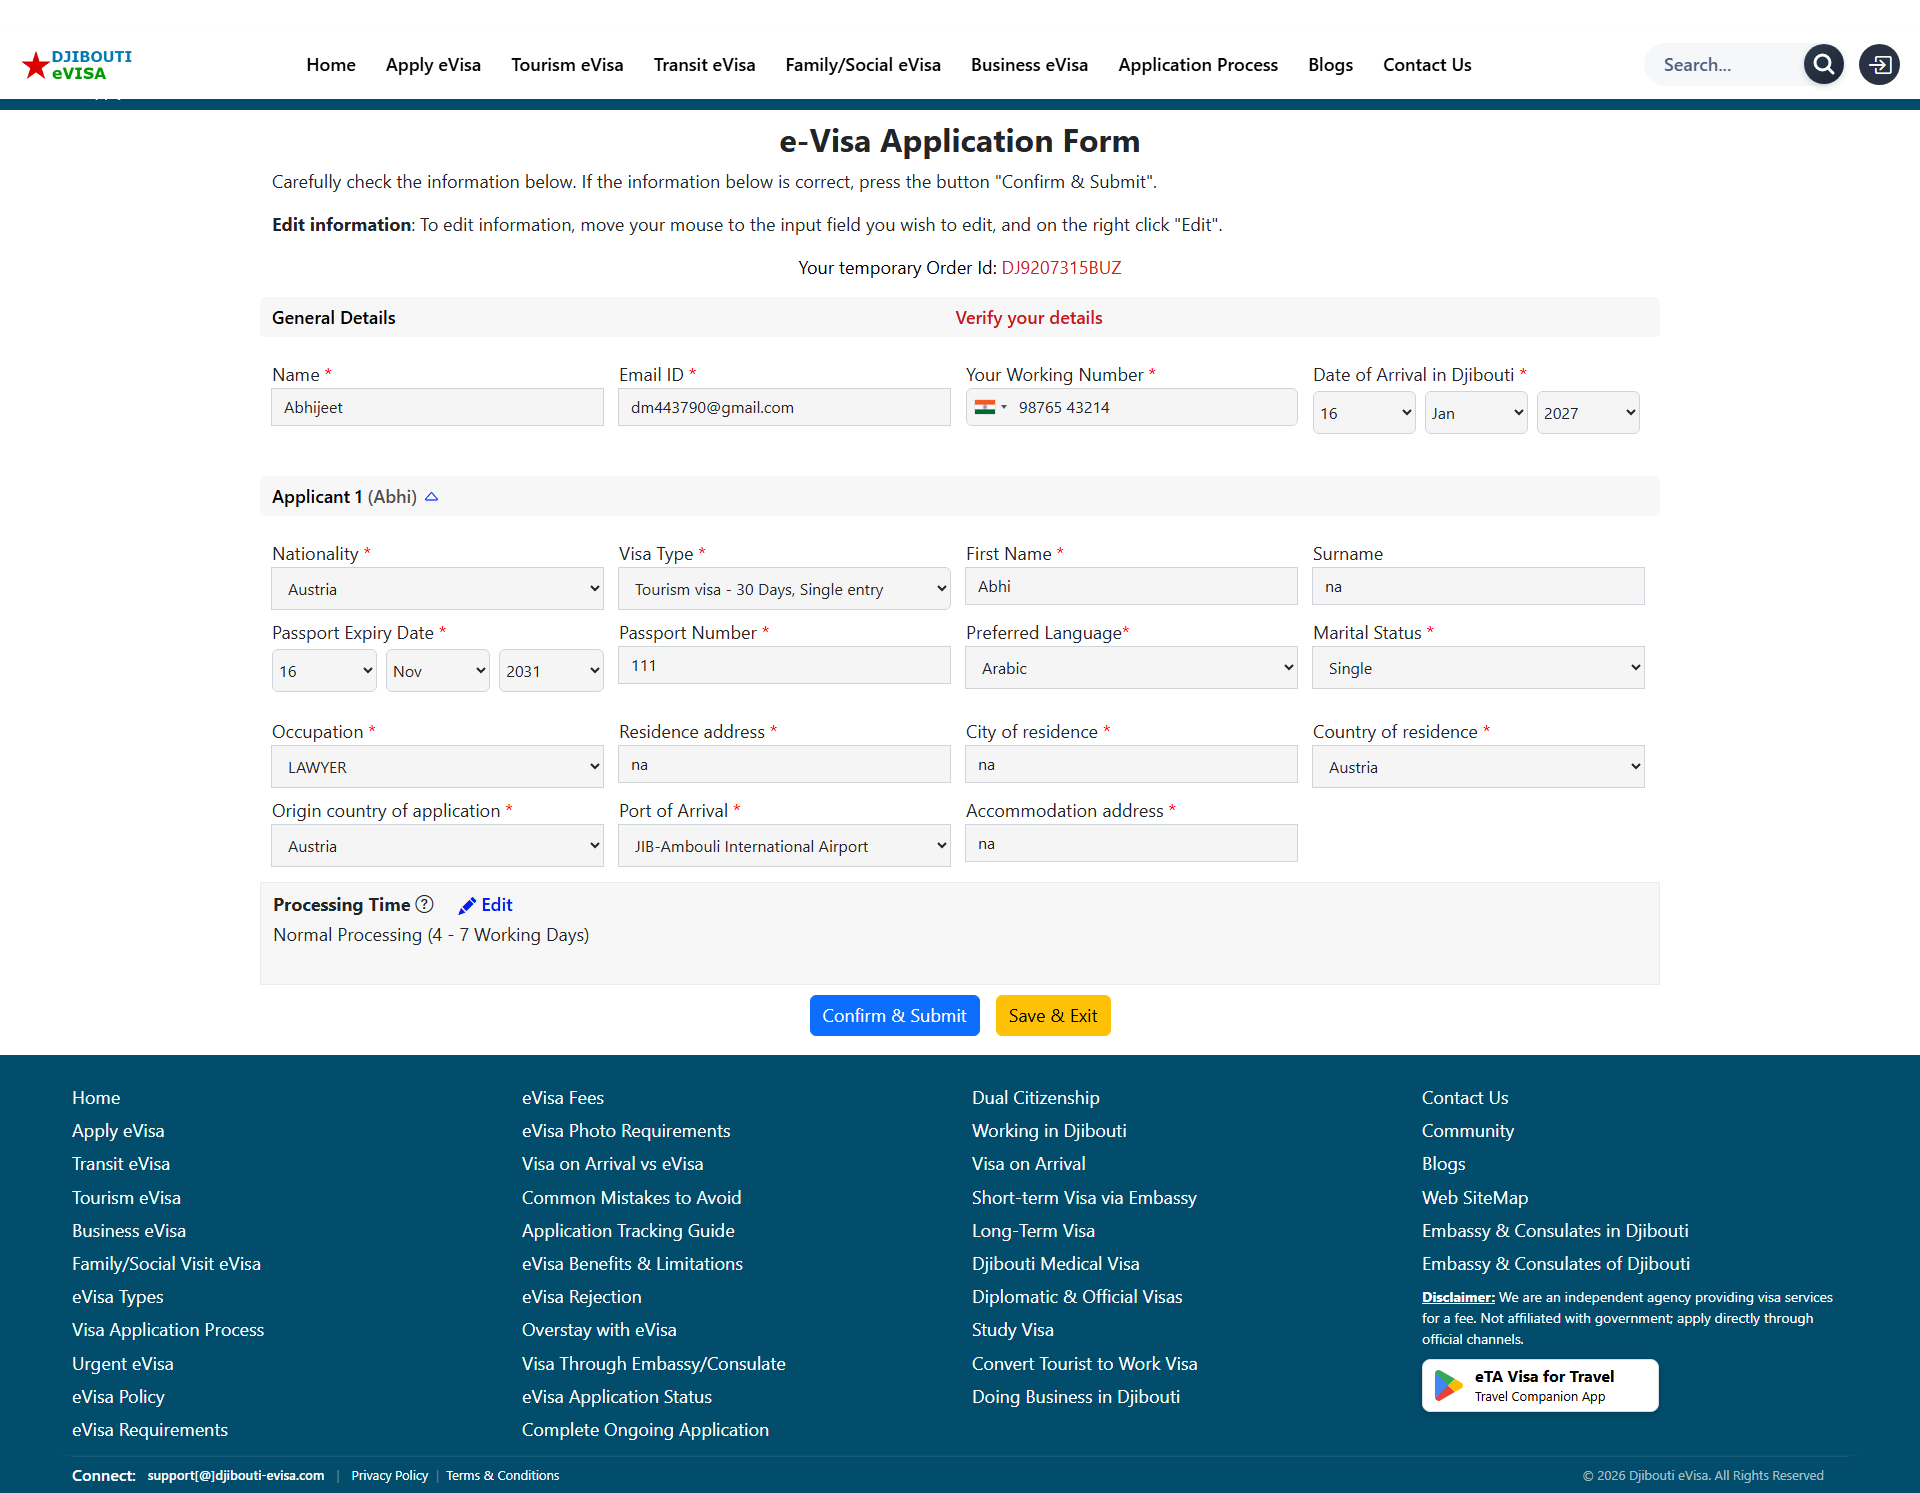 DJIBOUTI
eVISA
Home
Apply eVisa
Tourism eVisa
Transit eVisa
Family/Social eVisa
Business eVisa
Application Process
Blogs
Contact Us
Search...
e-Visa Application Form
Carefully check the information below. If the information below is correct, press the button "Confirm & Submit".
Edit information: To edit information, move your mouse to the input field you wish to edit, and on the right click "Edit".
Your temporary Order Id: DJ9207315BUZ
General Details
Verify your details
Name *
Email ID *
Your Working Number *
Date of Arrival in Djibouti *
Abhijeet
dm443790@gmail.com
98765 43214
16
Jan
2027
Applicant 1 (Abhi)
Nationality *
Visa Type *
First Name *
Surname
Austria
Tourism visa - 30 Days, Single entry
Abhi
na
Passport Expiry Date *
Passport Number *
Preferred Language*
Marital Status *
16
Nov
2031
111
Arabic
Single
Occupation *
Residence address *
City of residence *
Country of residence *
LAWYER
na
na
Austria
Origin country of application *
Port of Arrival *
Accommodation address *
Austria
JIB-Ambouli International Airport
na
Processing Time ?
Edit
Normal Processing (4 - 7 Working Days)
Confirm & Submit
Save & Exit
Home
Apply eVisa
Transit eVisa
Tourism eVisa
Business eVisa
Family/Social Visit eVisa
eVisa Types
Visa Application Process
Urgent eVisa
eVisa Policy
eVisa Requirements
eVisa Fees
eVisa Photo Requirements
Visa on Arrival vs eVisa
Common Mistakes to Avoid
Application Tracking Guide
eVisa Benefits & Limitations
eVisa Rejection
Overstay with eVisa
Visa Through Embassy/Consulate
eVisa Application Status
Complete Ongoing Application
Dual Citizenship
Working in Djibouti
Visa on Arrival
Short-term Visa via Embassy
Long-Term Visa
Djibouti Medical Visa
Diplomatic & Official Visas
Study Visa
Convert Tourist to Work Visa
Doing Business in Djibouti
Contact Us
Community
Blogs
Web SiteMap
Embassy & Consulates in Djibouti
Embassy & Consulates of Djibouti
Disclaimer: We are an independent agency providing visa services
for a fee. Not affiliated with government; apply directly through
official channels.
eTA Visa for Travel
Travel Companion App
Connect: support[@]djibouti-evisa.com | Privacy Policy | Terms & Conditions
© 2026 Djibouti eVisa. All Rights Reserved